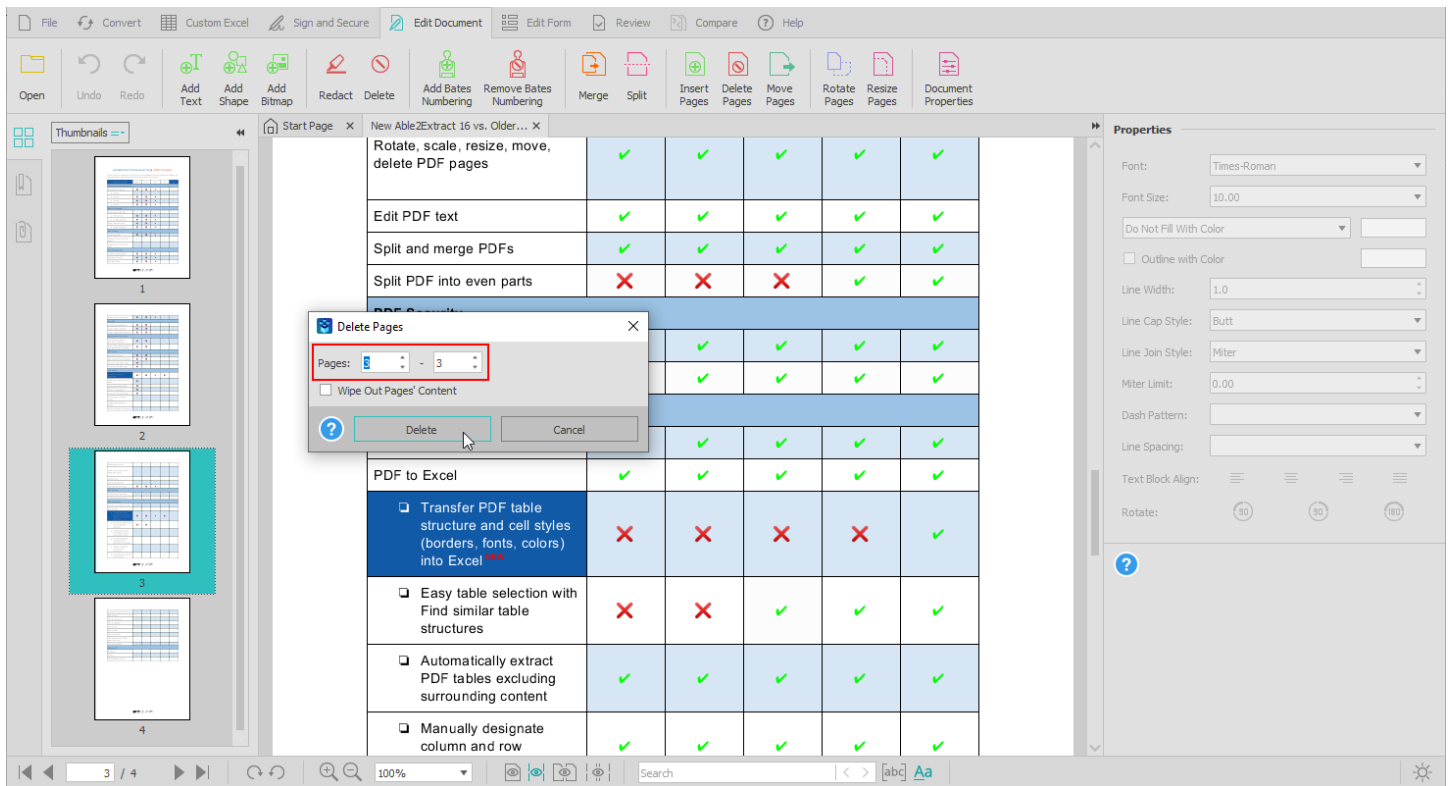 File Convert Custom Excel Sign and Secure Edit Document Edit Form Review Compare Help
Open Undo Redo Add Text Add Shape Add Bitmap Redact Delete Add Bates Numbering Remove Bates Numbering Merge Split Insert Pages Delete Pages Move Pages Rotate Pages Resize Pages Document Properties
Thumbnails
1
2
3
4
Start Page X New Able2Extract 16 vs. Older... X
Rotate, scale, resize, move,
delete PDF pages
Edit PDF text
Split and merge PDFs
Split PDF into even parts
PDF Security
Delete Pages
Pages: 3 - 3
Wipe Out Pages' Content
? Delete Cancel
PDF to Excel
Transfer PDF table
structure and cell styles
(borders, fonts, colors)
into Excel
Easy table selection with
Find similar table
structures
Automatically extract
PDF tables excluding
surrounding content
Manually designate
column and row
Properties
Font: Times-Roman
Font Size: 10.00
Do Not Fill With Color
Outline with Color
Line Width: 1.0
Line Cap Style: Butt
Line Join Style: Miter
Miter Limit: 0.00
Dash Pattern:
Line Spacing:
Text Block Align:
Rotate: 90 90 180
?
3 / 4 100% Search abc Aa